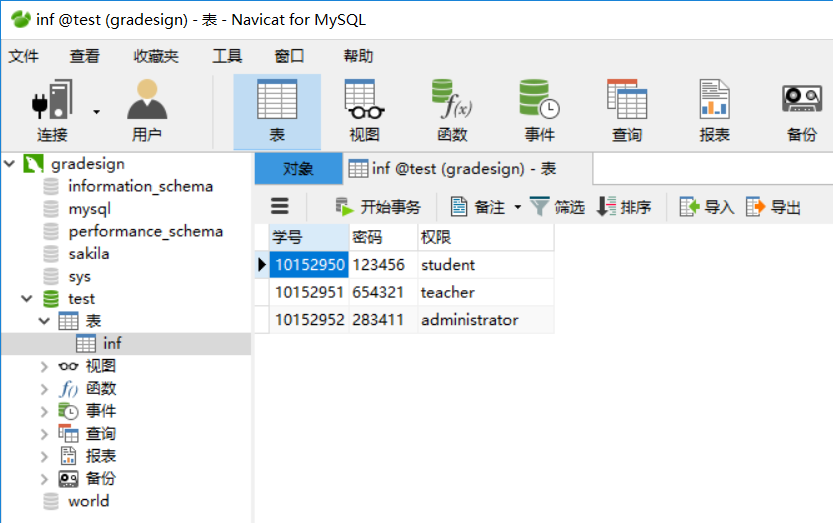 inf @test (gradesign) - 表 - Navicat for MySQL
文件 查看 收藏夹 工具 窗口 帮助
连接 用户 表 视图 函数 事件 查询 报表 备份
gradesign
information_schema
mysql
performance_schema
sakila
sys
test
表
inf
视图
函数
事件
查询
报表
备份
world
对象 inf @test (gradesign) - 表
开始事务 备注 筛选 排序 导入 导出
学号 密码 权限
10152950 123456 student
10152951 654321 teacher
10152952 283411 administrator